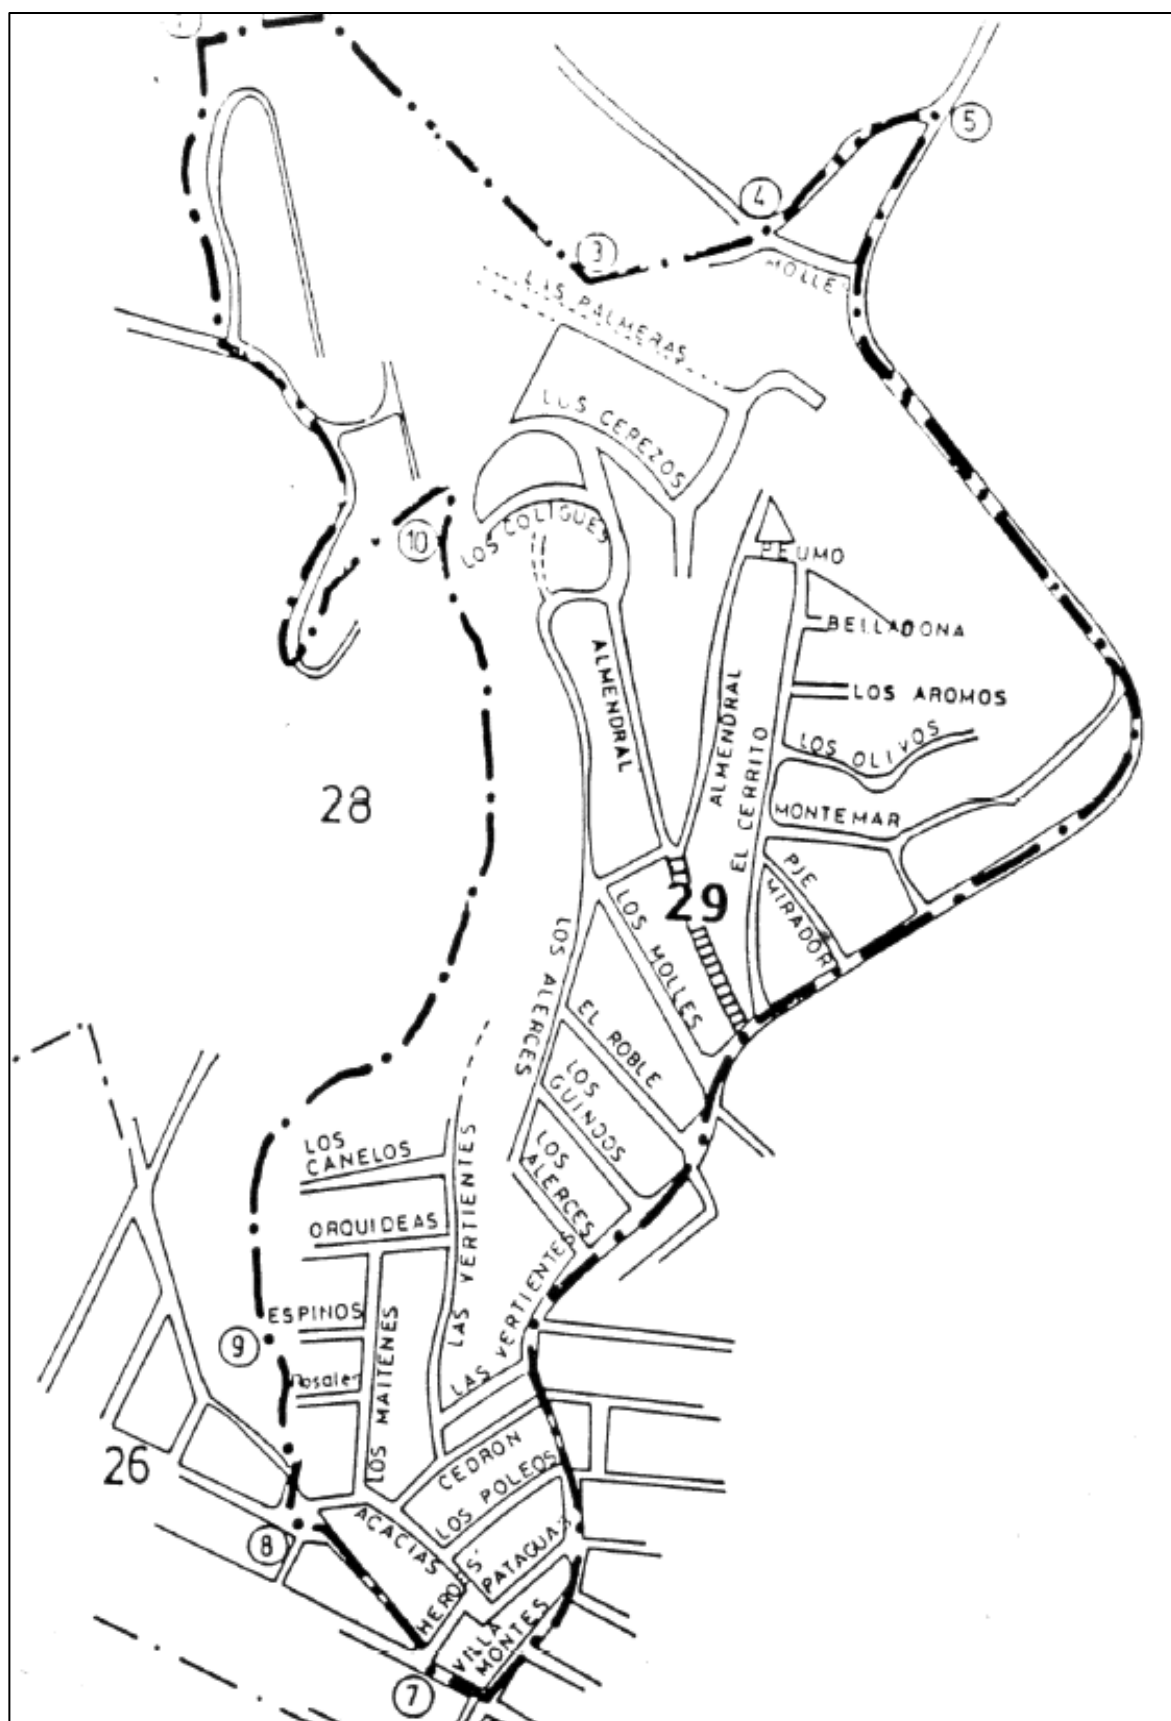 5
4
3
MOLLE
LAS PALMERAS
LOS CEREZOS
10
LOS COLIGUES
PEUMO
BELLADONA
ALMENDRAL
LOS AROMOS
ALMENDRAL
LOS OLIVOS
EL CERRITO
28
MONTEMAR
PJE
MIRADOR
29
LOS MOLLES
LOS ALERCES
EL ROBLE
LOS
GUINDOS
LOS
CANELOS
LOS
ALERCES
LAS VERTIENTES
ORQUIDEAS
LAS VERTIENTES
ESPINOS
9
Rosales
LOS MAITENES
26
CEDRON
LOS POLEOS
ACACIAS
8
PATAGUAS
VILLA
MONTES
7